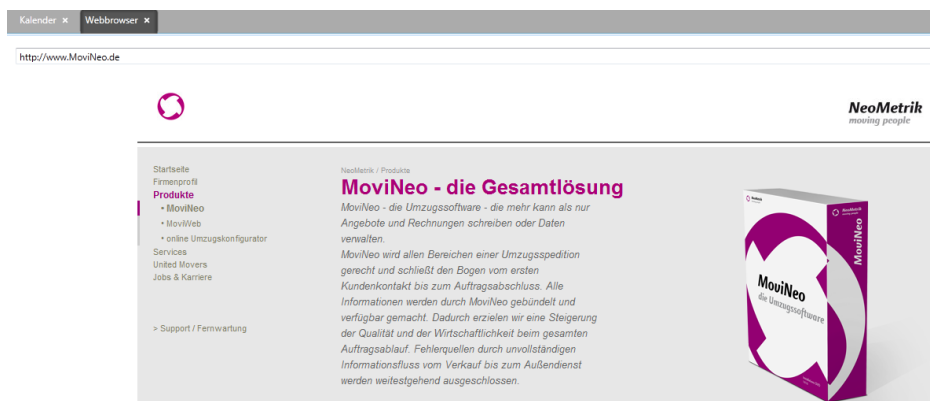 Kalender × Webbrowser ×
http://www.MoviNeo.de
NeoMetrik
moving people
Startseite
Firmenprofil
Produkte
• MoviNeo
• MoviWeb
• online Umzugskonfigurator
Services
United Movers
Jobs & Karriere
> Support / Fernwartung
NeoMetrik / Produkte
MoviNeo - die Gesamtlösung
MoviNeo - die Umzugssoftware - die mehr kann als nur
Angebote und Rechnungen schreiben oder Daten
verwalten.
MoviNeo wird allen Bereichen einer Umzugsspedition
gerecht und schließt den Bogen vom ersten
Kundenkontakt bis zum Auftragsabschluss. Alle
Informationen werden durch MoviNeo gebündelt und
verfügbar gemacht. Dadurch erzielen wir eine Steigerung
der Qualität und der Wirtschaftlichkeit beim gesamten
Auftragsablauf. Fehlerquellen durch unvollständigen
Informationsfluss vom Verkauf bis zum Außendienst
werden weitestgehend ausgeschlossen.
MoviNeo
die Umzugssoftware
MoviNeo